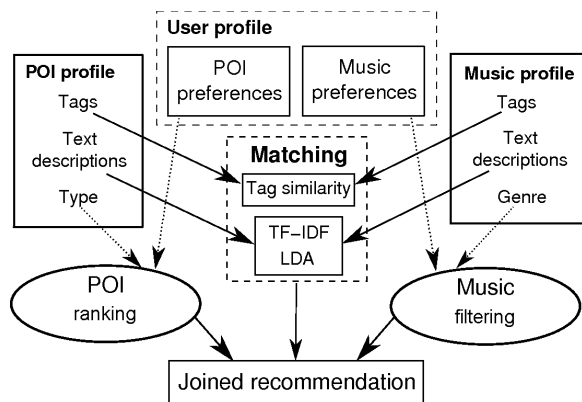 User profile
POI
preferences
Music
preferences
POI profile
Tags
Text
descriptions
Type
Music profile
Tags
Text
descriptions
Genre
Matching
Tag similarity
TF-IDF
LDA
POI
ranking
Music
filtering
Joined recommendation